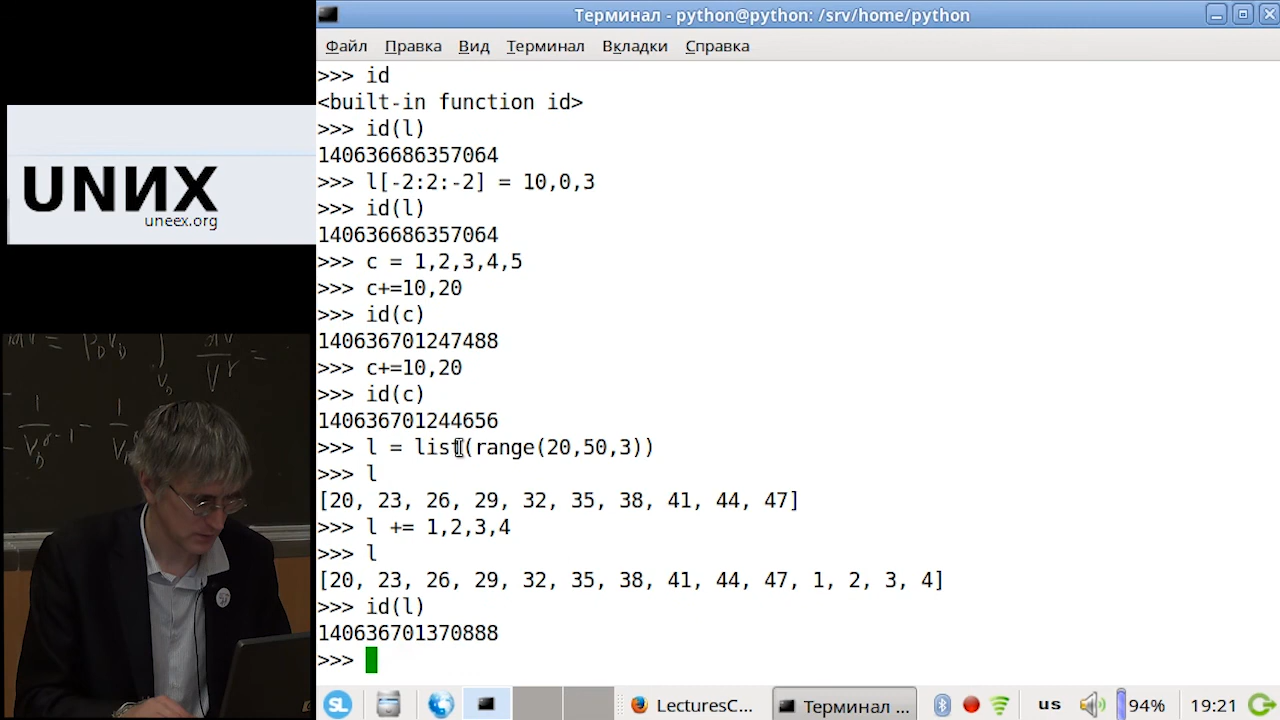 Терминал - python@python: /srv/home/python
Файл Правка Вид Терминал Вкладки Справка
>>> id
<built-in function id>
>>> id(l)
140636686357064
>>> l[-2:2:-2] = 10,0,3
>>> id(l)
140636686357064
>>> c = 1,2,3,4,5
>>> c+=10,20
>>> id(c)
140636701247488
>>> c+=10,20
>>> id(c)
140636701244656
>>> l = list(range(20,50,3))
>>> l
[20, 23, 26, 29, 32, 35, 38, 41, 44, 47]
>>> l += 1,2,3,4
>>> l
[20, 23, 26, 29, 32, 35, 38, 41, 44, 47, 1, 2, 3, 4]
>>> id(l)
140636701370888
>>>
LecturesC...
Терминал ...
us
94%
19:21
UNИX
uneex.org